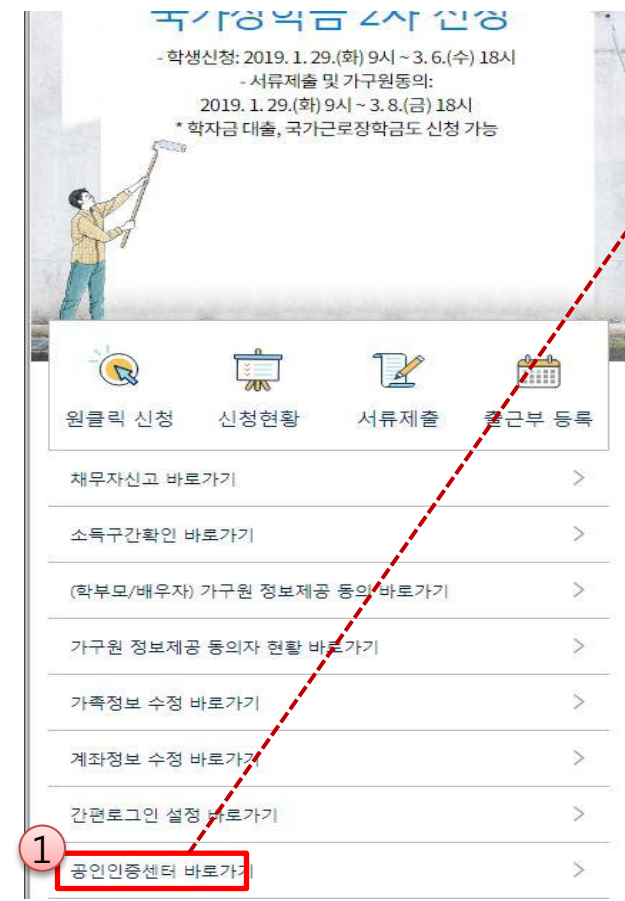 국가장학금 2차 신청
- 학생신청: 2019. 1. 29.(화) 9시 ~ 3. 6.(수) 18시
- 서류제출 및 가구원동의:
2019. 1. 29.(화) 9시 ~ 3. 8.(금) 18시
* 학자금 대출, 국가근로장학금도 신청 가능
원클릭 신청 신청현황 서류제출 출근부 등록
채무자신고 바로가기
소득구간확인 바로가기
(학부모/배우자) 가구원 정보제공 동의 바로가기
가구원 정보제공 동의자 현황 바로가기
가족정보 수정 바로가기
계좌정보 수정 바로가기
간편로그인 설정 바로가기
1 공인인증센터 바로가기